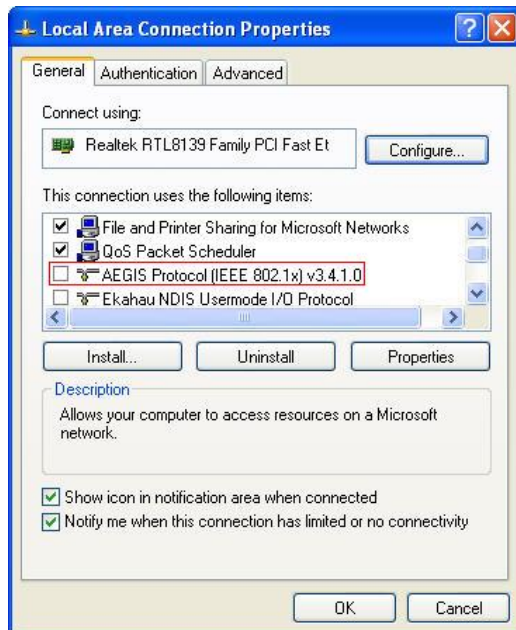 Local Area Connection Properties
General Authentication Advanced
Connect using:
Realtek RTL8139 Family PCI Fast Et
Configure...
This connection uses the following items:
File and Printer Sharing for Microsoft Networks
QoS Packet Scheduler
AEGIS Protocol (IEEE 802.1x) v3.4.1.0
Ekahau NDIS Usermode I/O Protocol
Install... Uninstall Properties
Description
Allows your computer to access resources on a Microsoft
network.
Show icon in notification area when connected
Notify me when this connection has limited or no connectivity
OK Cancel